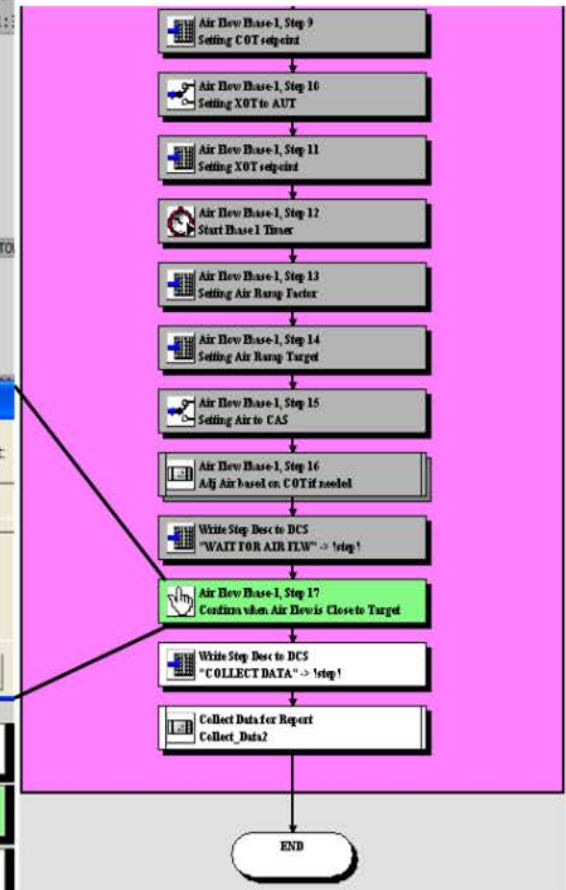 Air Flow Phase-1, Step 9
Setting COT setpoint
Air Flow Phase-1, Step 10
Setting XOT to AUT
Air Flow Phase-1, Step 11
Setting XOT setpoint
Air Flow Phase-1, Step 12
Start Phase 1 Timer
Air Flow Phase-1, Step 13
Setting Air Ramp Factor
Air Flow Phase-1, Step 14
Setting Air Ramp Target
Air Flow Phase-1, Step 15
Setting Air to CAS
Air Flow Phase-1, Step 16
Adj Air based on COT if needed
Write Step Desc to DCS
"WAIT FOR AIR FLW" -> !step!
Air Flow Phase-1, Step 17
Confirm when Air Flow is Close to Target
Write Step Desc to DCS
"COLLECT DATA" -> !step!
Collect Data for Report
Collect_Data2
END